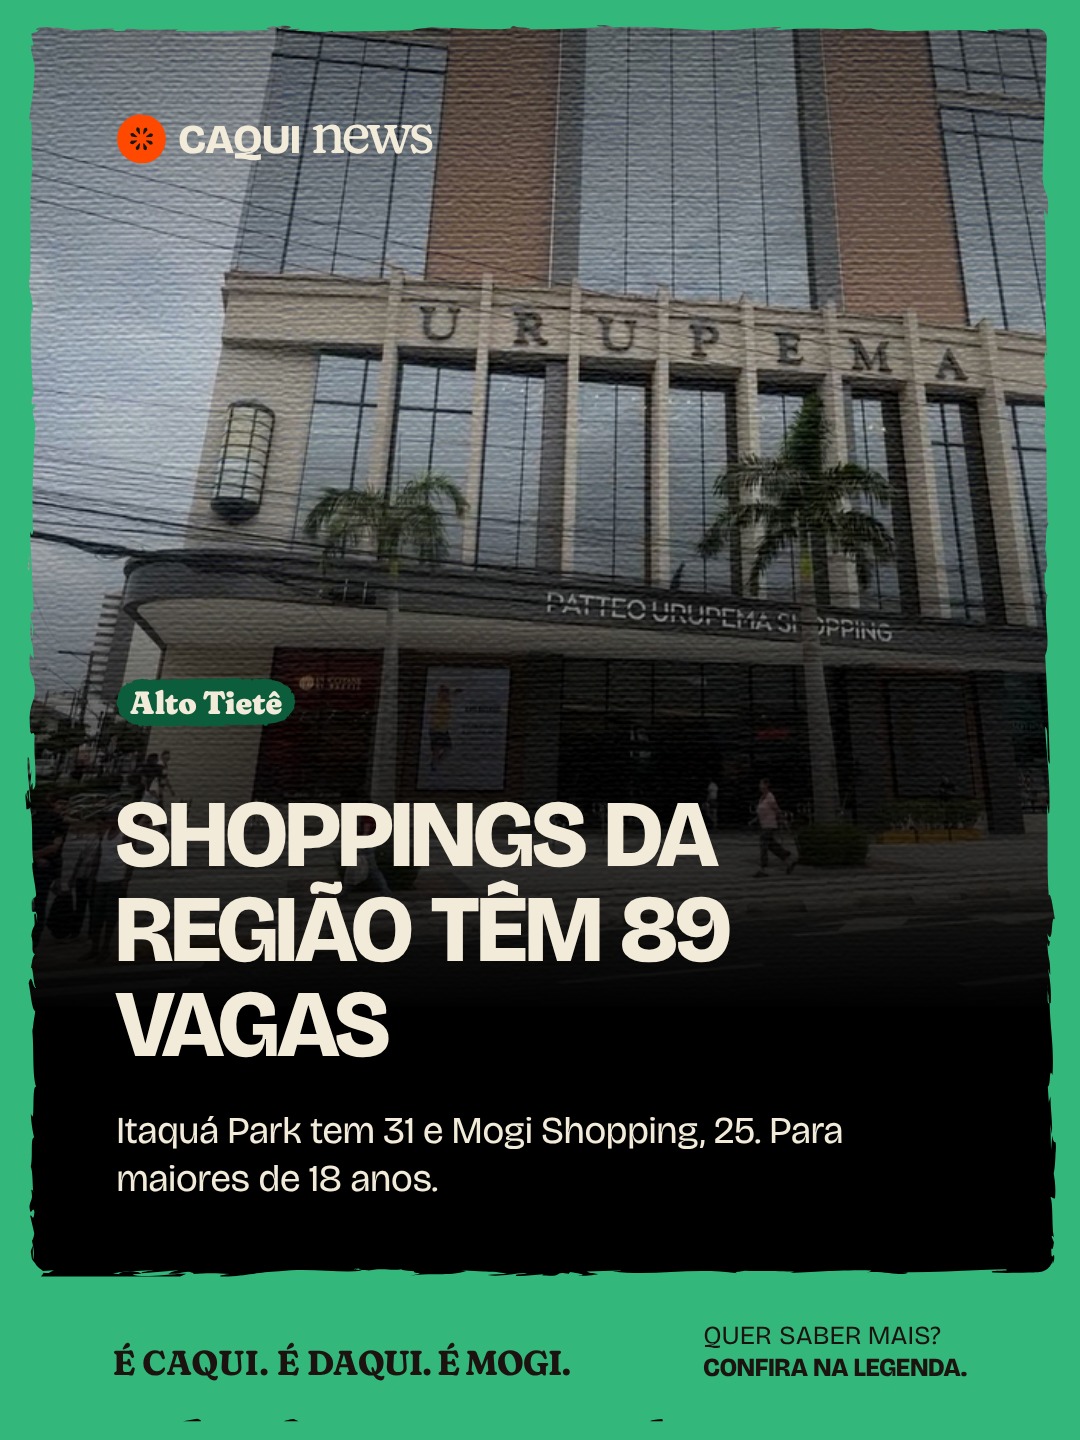 CAQUI news
URUPEMA
PATTEO URUPEMA SHOPPING
Alto Tietê
SHOPPINGS DA
REGIÃO TÊM 89
VAGAS
Itaquá Park tem 31 e Mogi Shopping, 25. Para
maiores de 18 anos.
QUER SABER MAIS?
É CAQUI. É DAQUI. É MOGI.
CONFIRA NA LEGENDA.